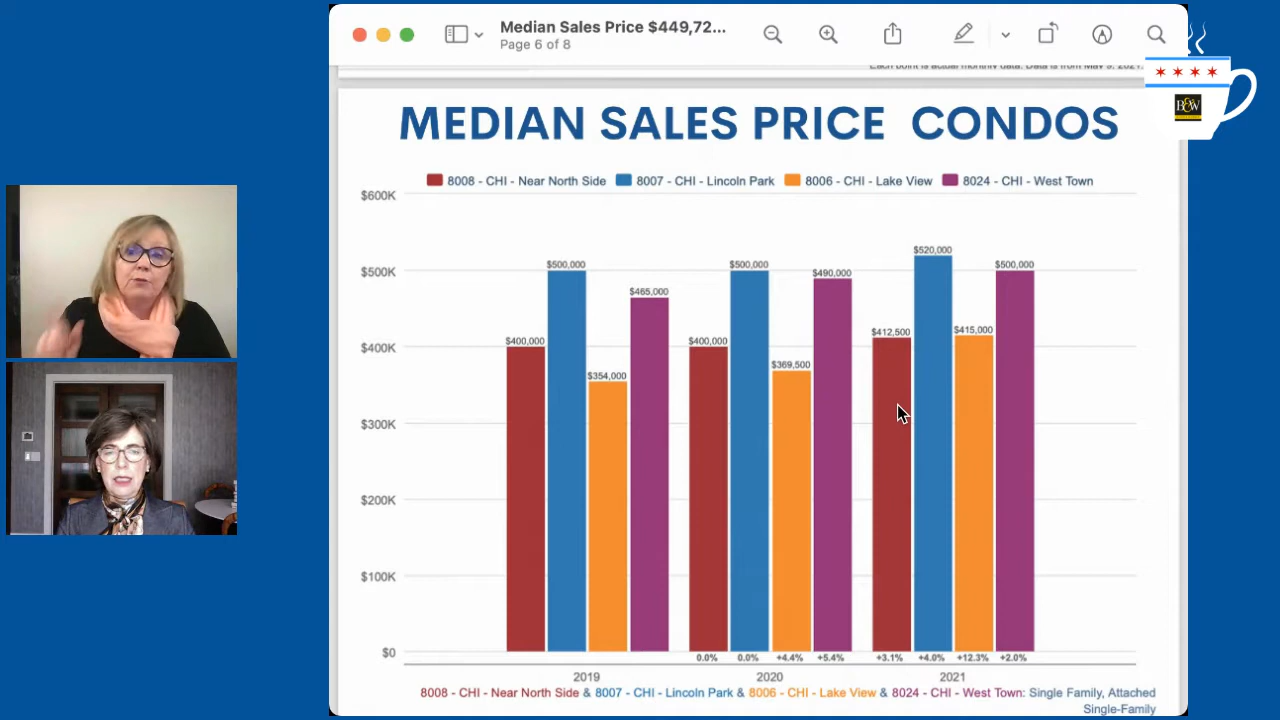 Median Sales Price $449,72...
Page 6 of 8
Each point is actual monthly data. Data is from May 9, 2021.
MEDIAN SALES PRICE CONDOS
8008 - CHI - Near North Side 8007 - CHI - Lincoln Park 8006 - CHI - Lake View 8024 - CHI - West Town
$600K
$500K
$400K
$300K
$200K
$100K
$0
$400,000 $500,000 $354,000 $465,000
$400,000 $500,000 $369,500 $490,000
$412,500 $520,000 $415,000 $500,000
0.0% 0.0% +4.4% +5.4% +3.1% +4.0% +12.3% +2.0%
2019 2020 2021
8008 - CHI - Near North Side & 8007 - CHI - Lincoln Park & 8006 - CHI - Lake View & 8024 - CHI - West Town: Single Family, Attached
Single-Family
B&W